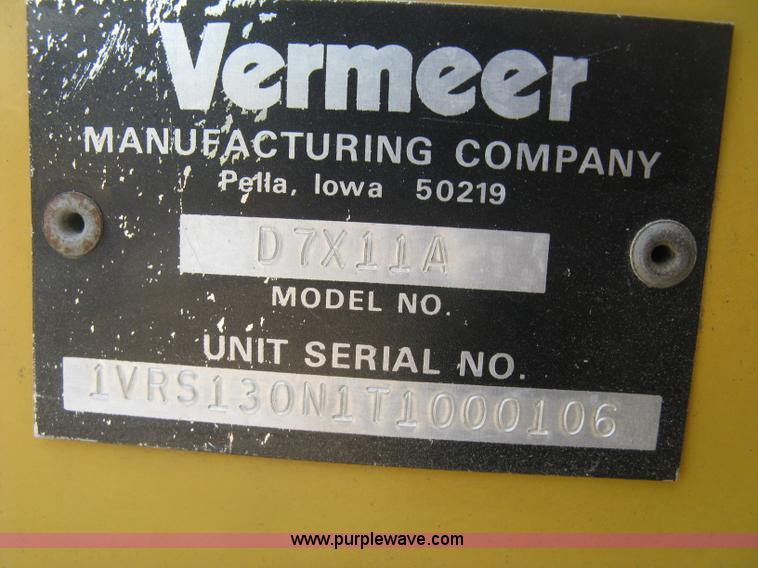 Vermeer
MANUFACTURING COMPANY
Pella, Iowa 50219
D7X11A
MODEL NO.
UNIT SERIAL NO.
1VRS130N1T1000106
www.purplewave.com